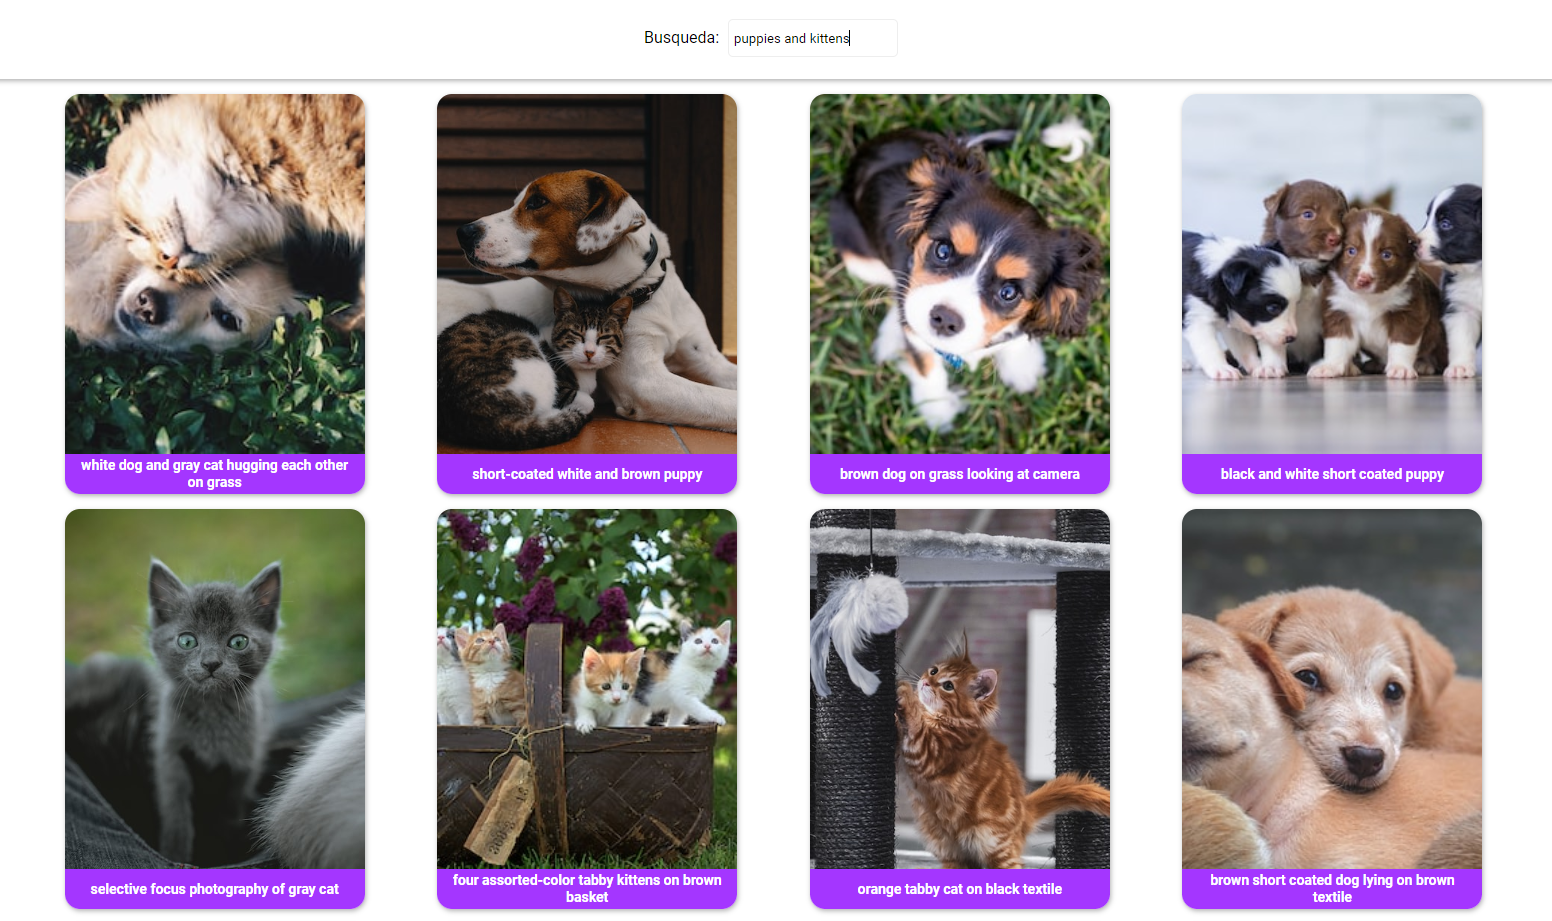 Busqueda: puppies and kittens
white dog and gray cat hugging each other
on grass
short-coated white and brown puppy
brown dog on grass looking at camera
black and white short coated puppy
selective focus photography of gray cat
four assorted-color tabby kittens on brown
basket
orange tabby cat on black textile
brown short coated dog lying on brown
textile